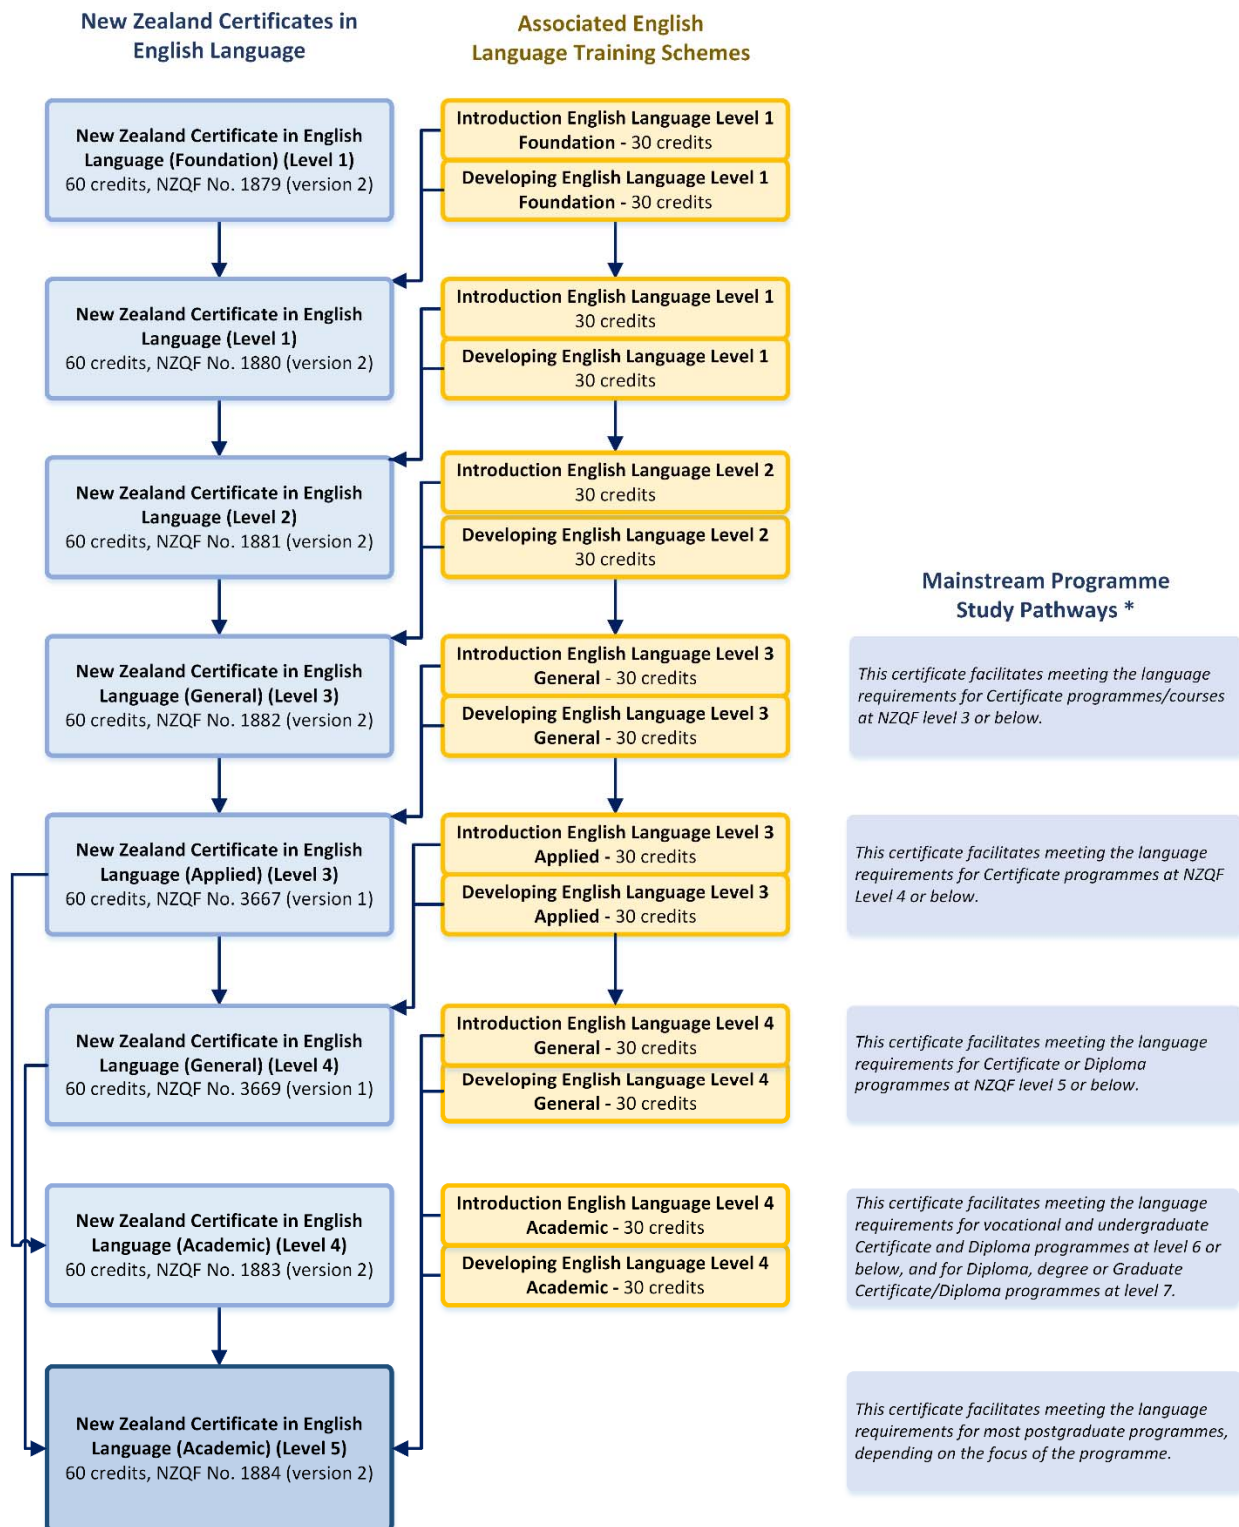 New Zealand Certificates in
English Language
Associated English
Language Training Schemes
New Zealand Certificate in English
Language (Foundation) (Level 1)
60 credits, NZQF No. 1879 (version 2)
Introduction English Language Level 1
Foundation - 30 credits
Developing English Language Level 1
Foundation - 30 credits
New Zealand Certificate in English
Language (Level 1)
60 credits, NZQF No. 1880 (version 2)
Introduction English Language Level 1
30 credits
Developing English Language Level 1
30 credits
New Zealand Certificate in English
Language (Level 2)
60 credits, NZQF No. 1881 (version 2)
Introduction English Language Level 2
30 credits
Developing English Language Level 2
30 credits
Mainstream Programme
Study Pathways *
New Zealand Certificate in English
Language (General) (Level 3)
60 credits, NZQF No. 1882 (version 2)
Introduction English Language Level 3
General - 30 credits
Developing English Language Level 3
General - 30 credits
This certificate facilitates meeting the language
requirements for Certificate programmes/courses
at NZQF level 3 or below.
New Zealand Certificate in English
Language (Applied) (Level 3)
60 credits, NZQF No. 3667 (version 1)
Introduction English Language Level 3
Applied - 30 credits
Developing English Language Level 3
Applied - 30 credits
This certificate facilitates meeting the language
requirements for Certificate programmes at NZQF
Level 4 or below.
New Zealand Certificate in English
Language (General) (Level 4)
60 credits, NZQF No. 3669 (version 1)
Introduction English Language Level 4
General - 30 credits
Developing English Language Level 4
General - 30 credits
This certificate facilitates meeting the language
requirements for Certificate or Diploma
programmes at NZQF level 5 or below.
New Zealand Certificate in English
Language (Academic) (Level 4)
60 credits, NZQF No. 1883 (version 2)
Introduction English Language Level 4
Academic - 30 credits
Developing English Language Level 4
Academic - 30 credits
This certificate facilitates meeting the language
requirements for vocational and undergraduate
Certificate and Diploma programmes at level 6 or
below, and for Diploma, degree or Graduate
Certificate/Diploma programmes at level 7.
New Zealand Certificate in English
Language (Academic) (Level 5)
60 credits, NZQF No. 1884 (version 2)
This certificate facilitates meeting the language
requirements for most postgraduate programmes,
depending on the focus of the programme.